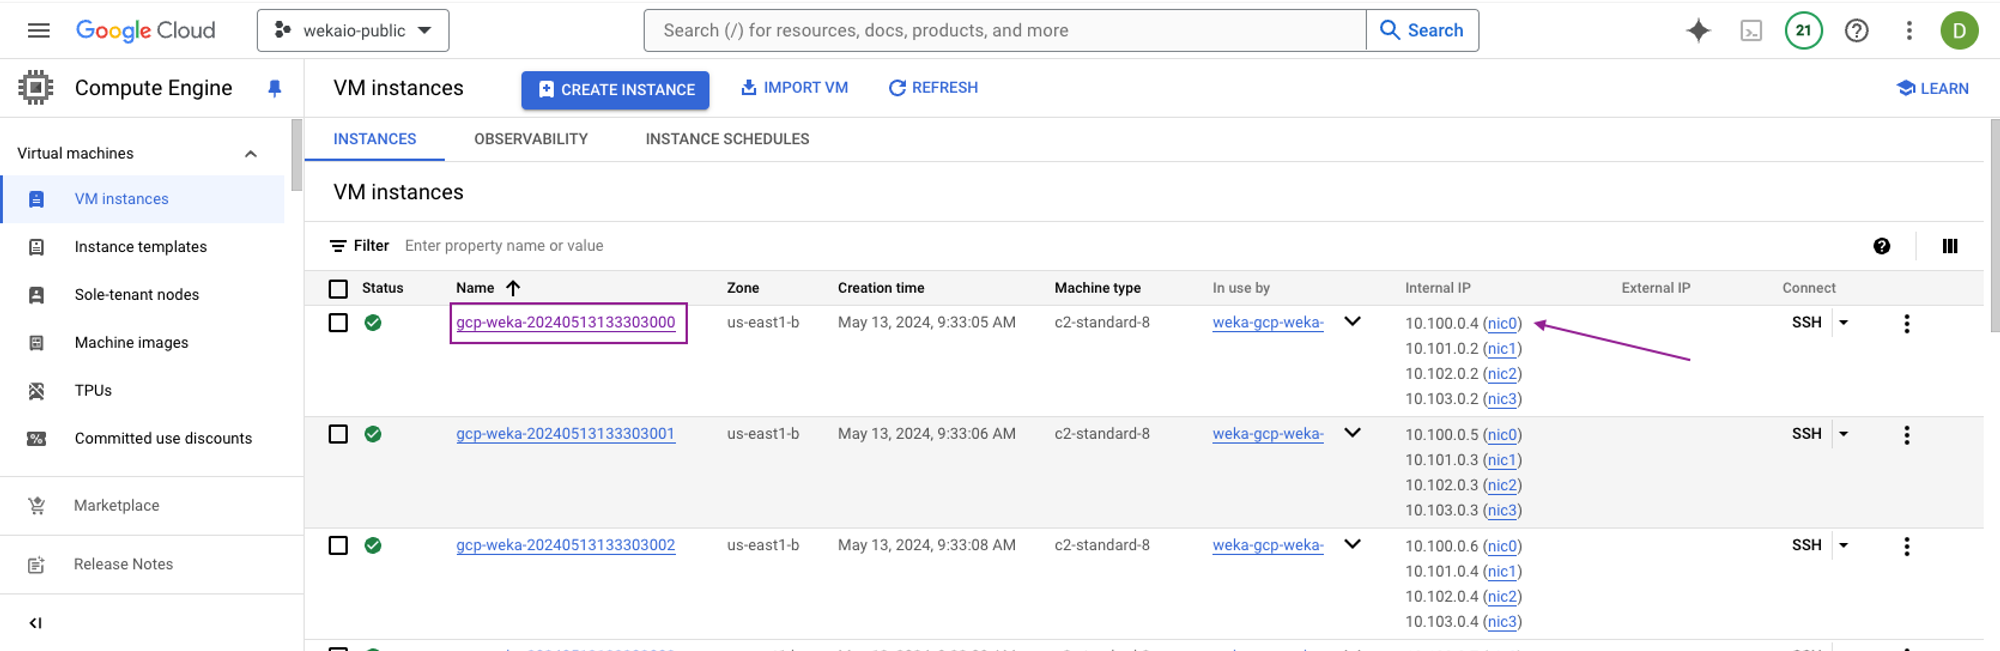 Google Cloud wekaio-public Search (/) for resources, docs, products, and more Search 21 D
Compute Engine VM instances CREATE INSTANCE IMPORT VM REFRESH LEARN
INSTANCES OBSERVABILITY INSTANCE SCHEDULES
Virtual machines
VM instances
Instance templates
Sole-tenant nodes
Machine images
TPUs
Committed use discounts
Marketplace
Release Notes
VM instances
Filter Enter property name or value
Status Name Zone Creation time Machine type In use by Internal IP External IP Connect
gcp-weka-20240513133303000 us-east1-b May 13, 2024, 9:33:05 AM c2-standard-8 weka-gcp-weka- 10.100.0.4 (nic0) SSH
10.101.0.2 (nic1)
10.102.0.2 (nic2)
10.103.0.2 (nic3)
gcp-weka-20240513133303001 us-east1-b May 13, 2024, 9:33:06 AM c2-standard-8 weka-gcp-weka- 10.100.0.5 (nic0) SSH
10.101.0.3 (nic1)
10.102.0.3 (nic2)
10.103.0.3 (nic3)
gcp-weka-20240513133303002 us-east1-b May 13, 2024, 9:33:08 AM c2-standard-8 weka-gcp-weka- 10.100.0.6 (nic0) SSH
10.101.0.4 (nic1)
10.102.0.4 (nic2)
10.103.0.4 (nic3)